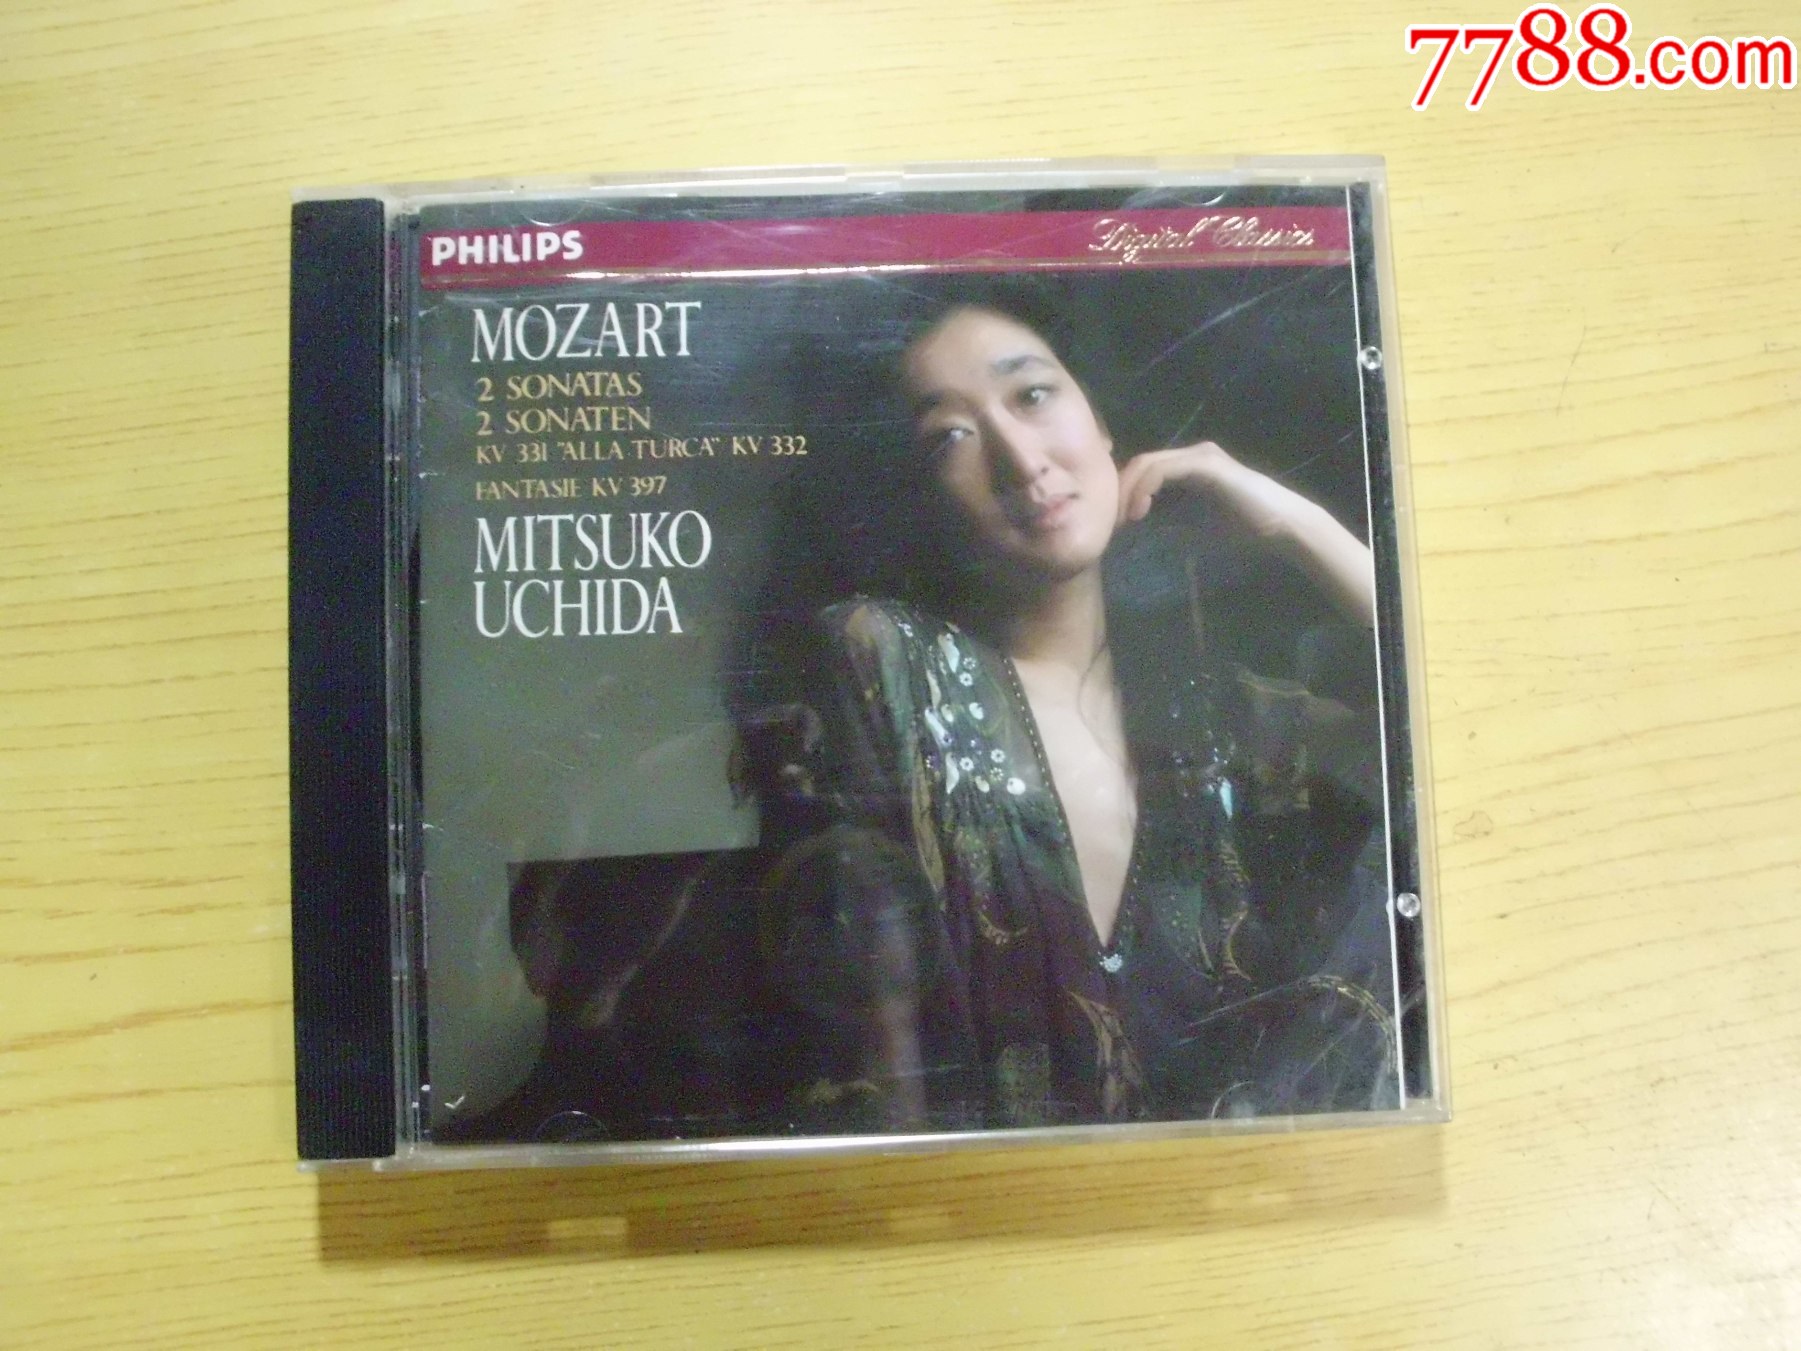 7788.com
PHILIPS
Digital Classics
MOZART
2 SONATAS
2 SONATEN
KV 331 "ALLA TURCA" KV 332
FANTASIE KV 397
MITSUKO
UCHIDA